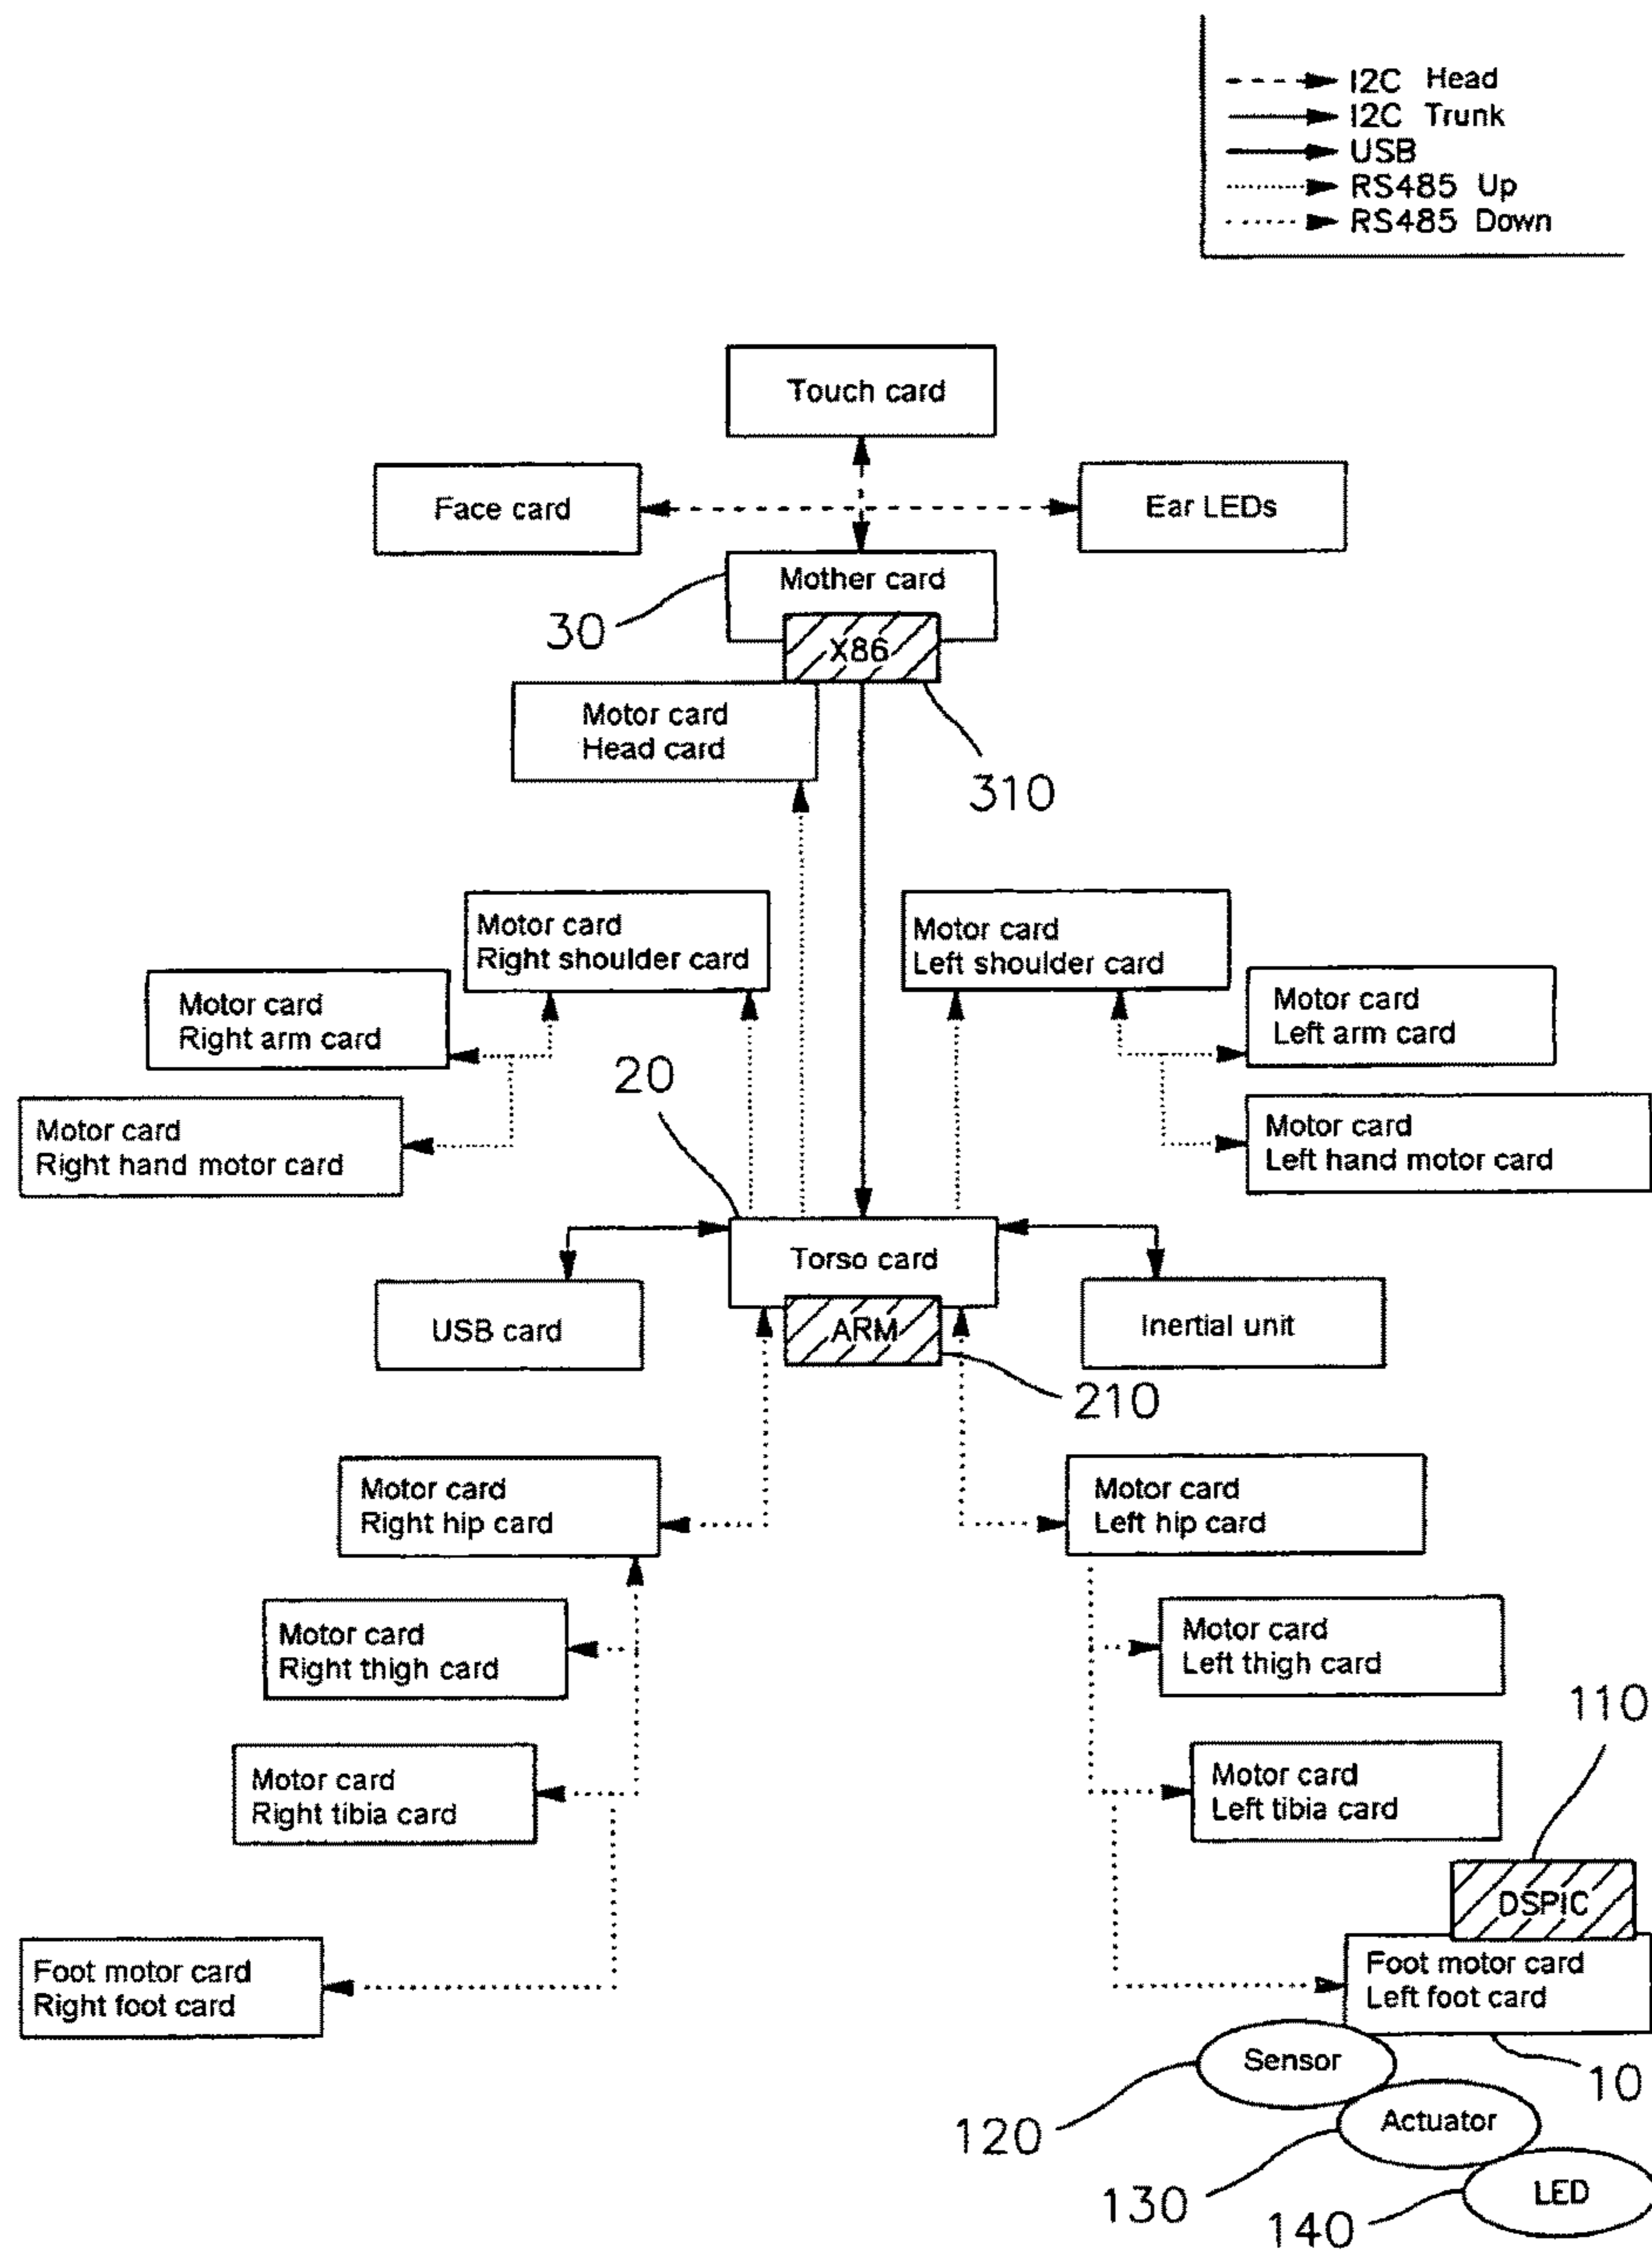 I2C Head
I2C Trunk
USB
RS485 Up
RS485 Down
Touch card
Face card
Ear LEDs
Mother card
30
X86
Motor card
Head card
310
Motor card
Right shoulder card
Motor card
Left shoulder card
Motor card
Right arm card
Motor card
Left arm card
20
Motor card
Right hand motor card
Motor card
Left hand motor card
Torso card
USB card
ARM
Inertial unit
210
Motor card
Right hip card
Motor card
Left hip card
Motor card
Right thigh card
Motor card
Left thigh card
110
Motor card
Right tibia card
Motor card
Left tibia card
DSPIC
Foot motor card
Right foot card
Foot motor card
Left foot card
Sensor
10
120
Actuator
130
LED
140